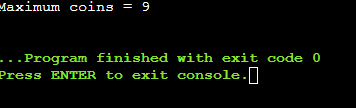 Maximum coins = 9
...Program finished with exit code 0
Press ENTER to exit console.